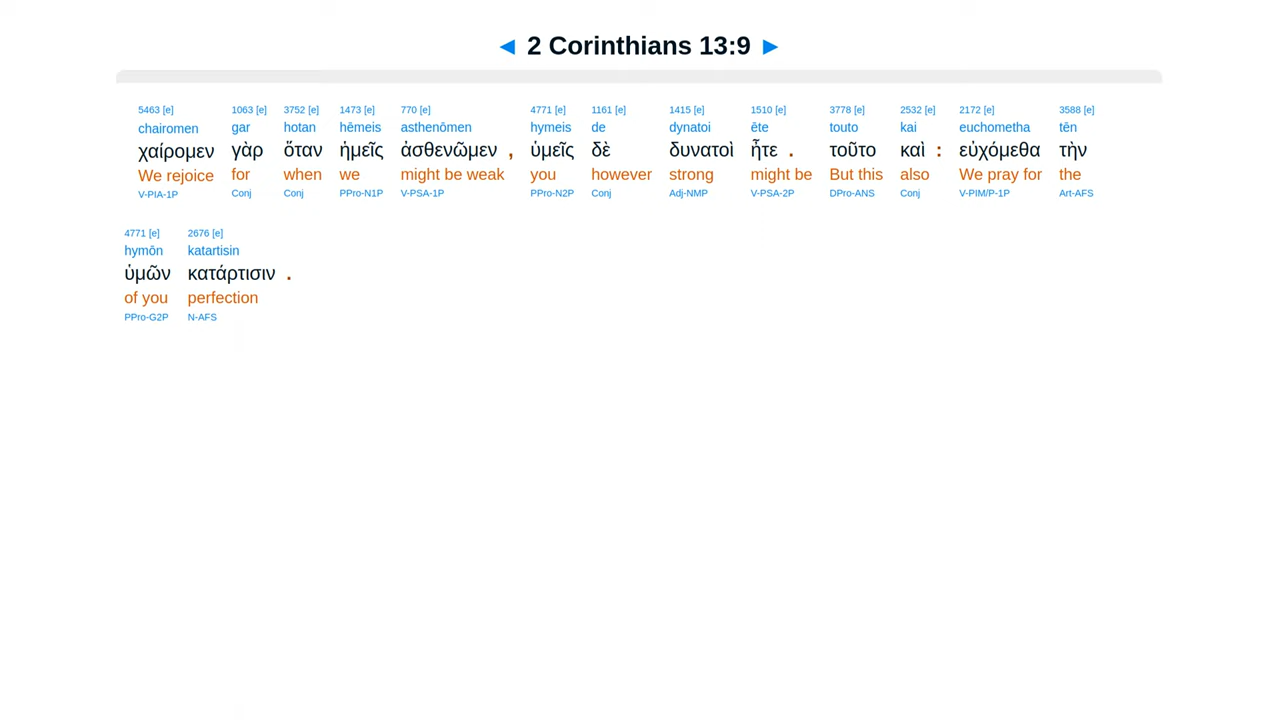 ◄ 2 Corinthians 13:9 ►
5463 [e] 1063 [e] 3752 [e] 1473 [e] 770 [e] 4771 [e] 1161 [e] 1415 [e] 1510 [e] 3778 [e] 2532 [e] 2172 [e] 3588 [e]
chairomen gar hotan hēmeis asthenōmen hymeis de dynatoi ēte touto kai euchometha tēn
χαίρομεν γὰρ ὅταν ἡμεῖς ἀσθενῶμεν , ὑμεῖς δὲ δυνατοὶ ἦτε . τοῦτο καὶ : εὐχόμεθα τὴν
We rejoice for when we might be weak you however strong might be But this also We pray for the
V-PIA-1P Conj Conj PPro-N1P V-PSA-1P PPro-N2P Conj Adj-NMP V-PSA-2P DPro-ANS Conj V-PIM/P-1P Art-AFS
4771 [e] 2676 [e]
hymōn katartisin
ὑμῶν κατάρτισιν .
of you perfection
PPro-G2P N-AFS